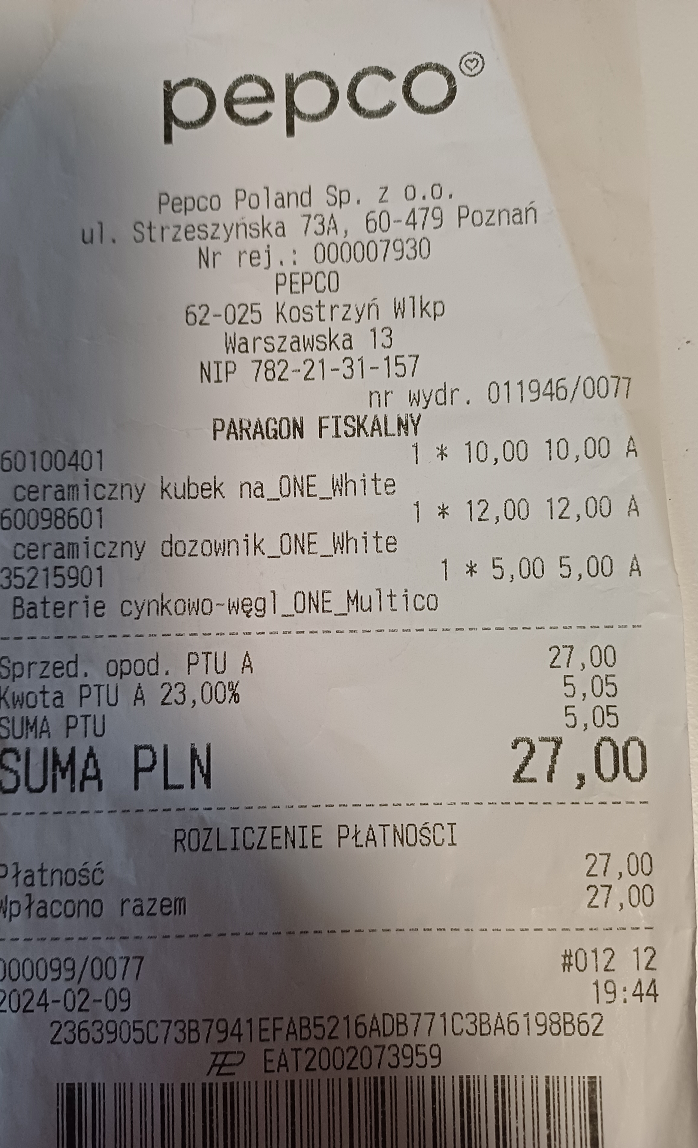 pepco
Pepco Poland Sp. z o.o.
ul. Strzeszyńska 73A, 60-479 Poznań
Nr rej.: 000007930
PEPCO
62-025 Kostrzyń Wlkp
Warszawska 13
NIP 782-21-31-157
nr wydr. 011946/0077
PARAGON FISKALNY
60100401 1 * 10,00 10,00 A
ceramiczny kubek na_ONE_White
60098601 1 * 12,00 12,00 A
ceramiczny dozownik_ONE_White
35215901 1 * 5,00 5,00 A
Baterie cynkowo-węgl_ONE_Multico
Sprzed. opod. PTU A 27,00
Kwota PTU A 23,00% 5,05
SUMA PTU 5,05
SUMA PLN 27,00
ROZLICZENIE PŁATNOŚCI
Płatność 27,00
Wpłacono razem 27,00
000099/0077 #012 12
2024-02-09 19:44
2363905C73B7941EFAB5216ADB771C3BA6198B62
EAT2002073959